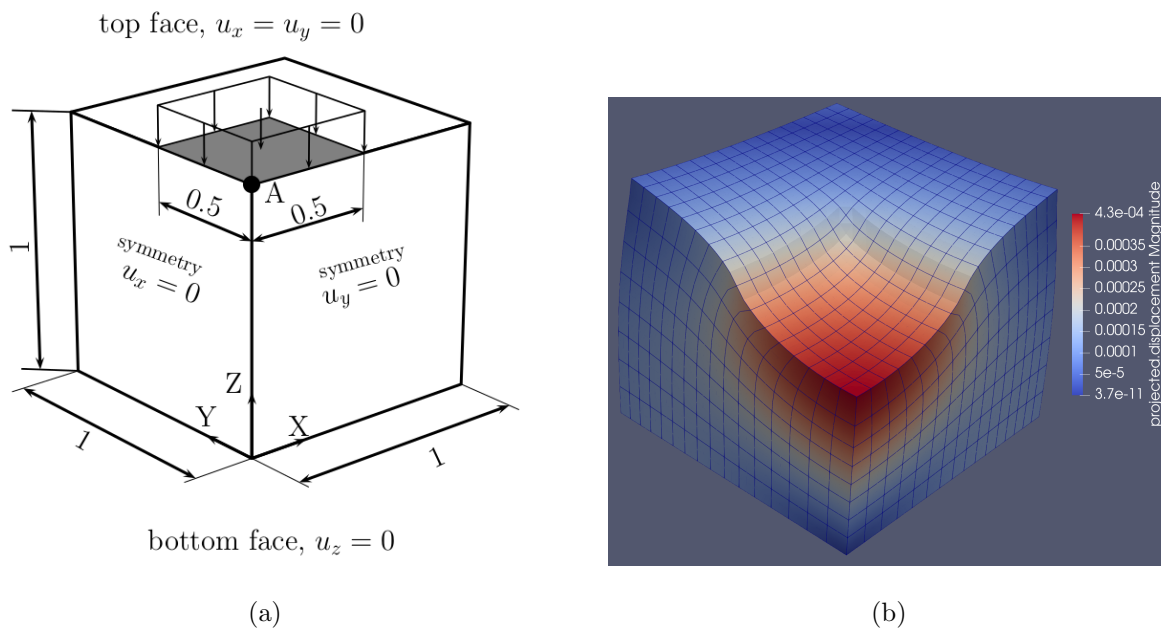 top face, u_x = u_y = 0
A
0.5
0.5
1
symmetry
u_x = 0
symmetry
u_y = 0
Z
Y
X
1
1
bottom face, u_z = 0
(a)
4.3e-04
0.00035
0.0003
0.00025
0.0002
0.00015
0.0001
5e-5
3.7e-11
projected.displacement Magnitude
(b)